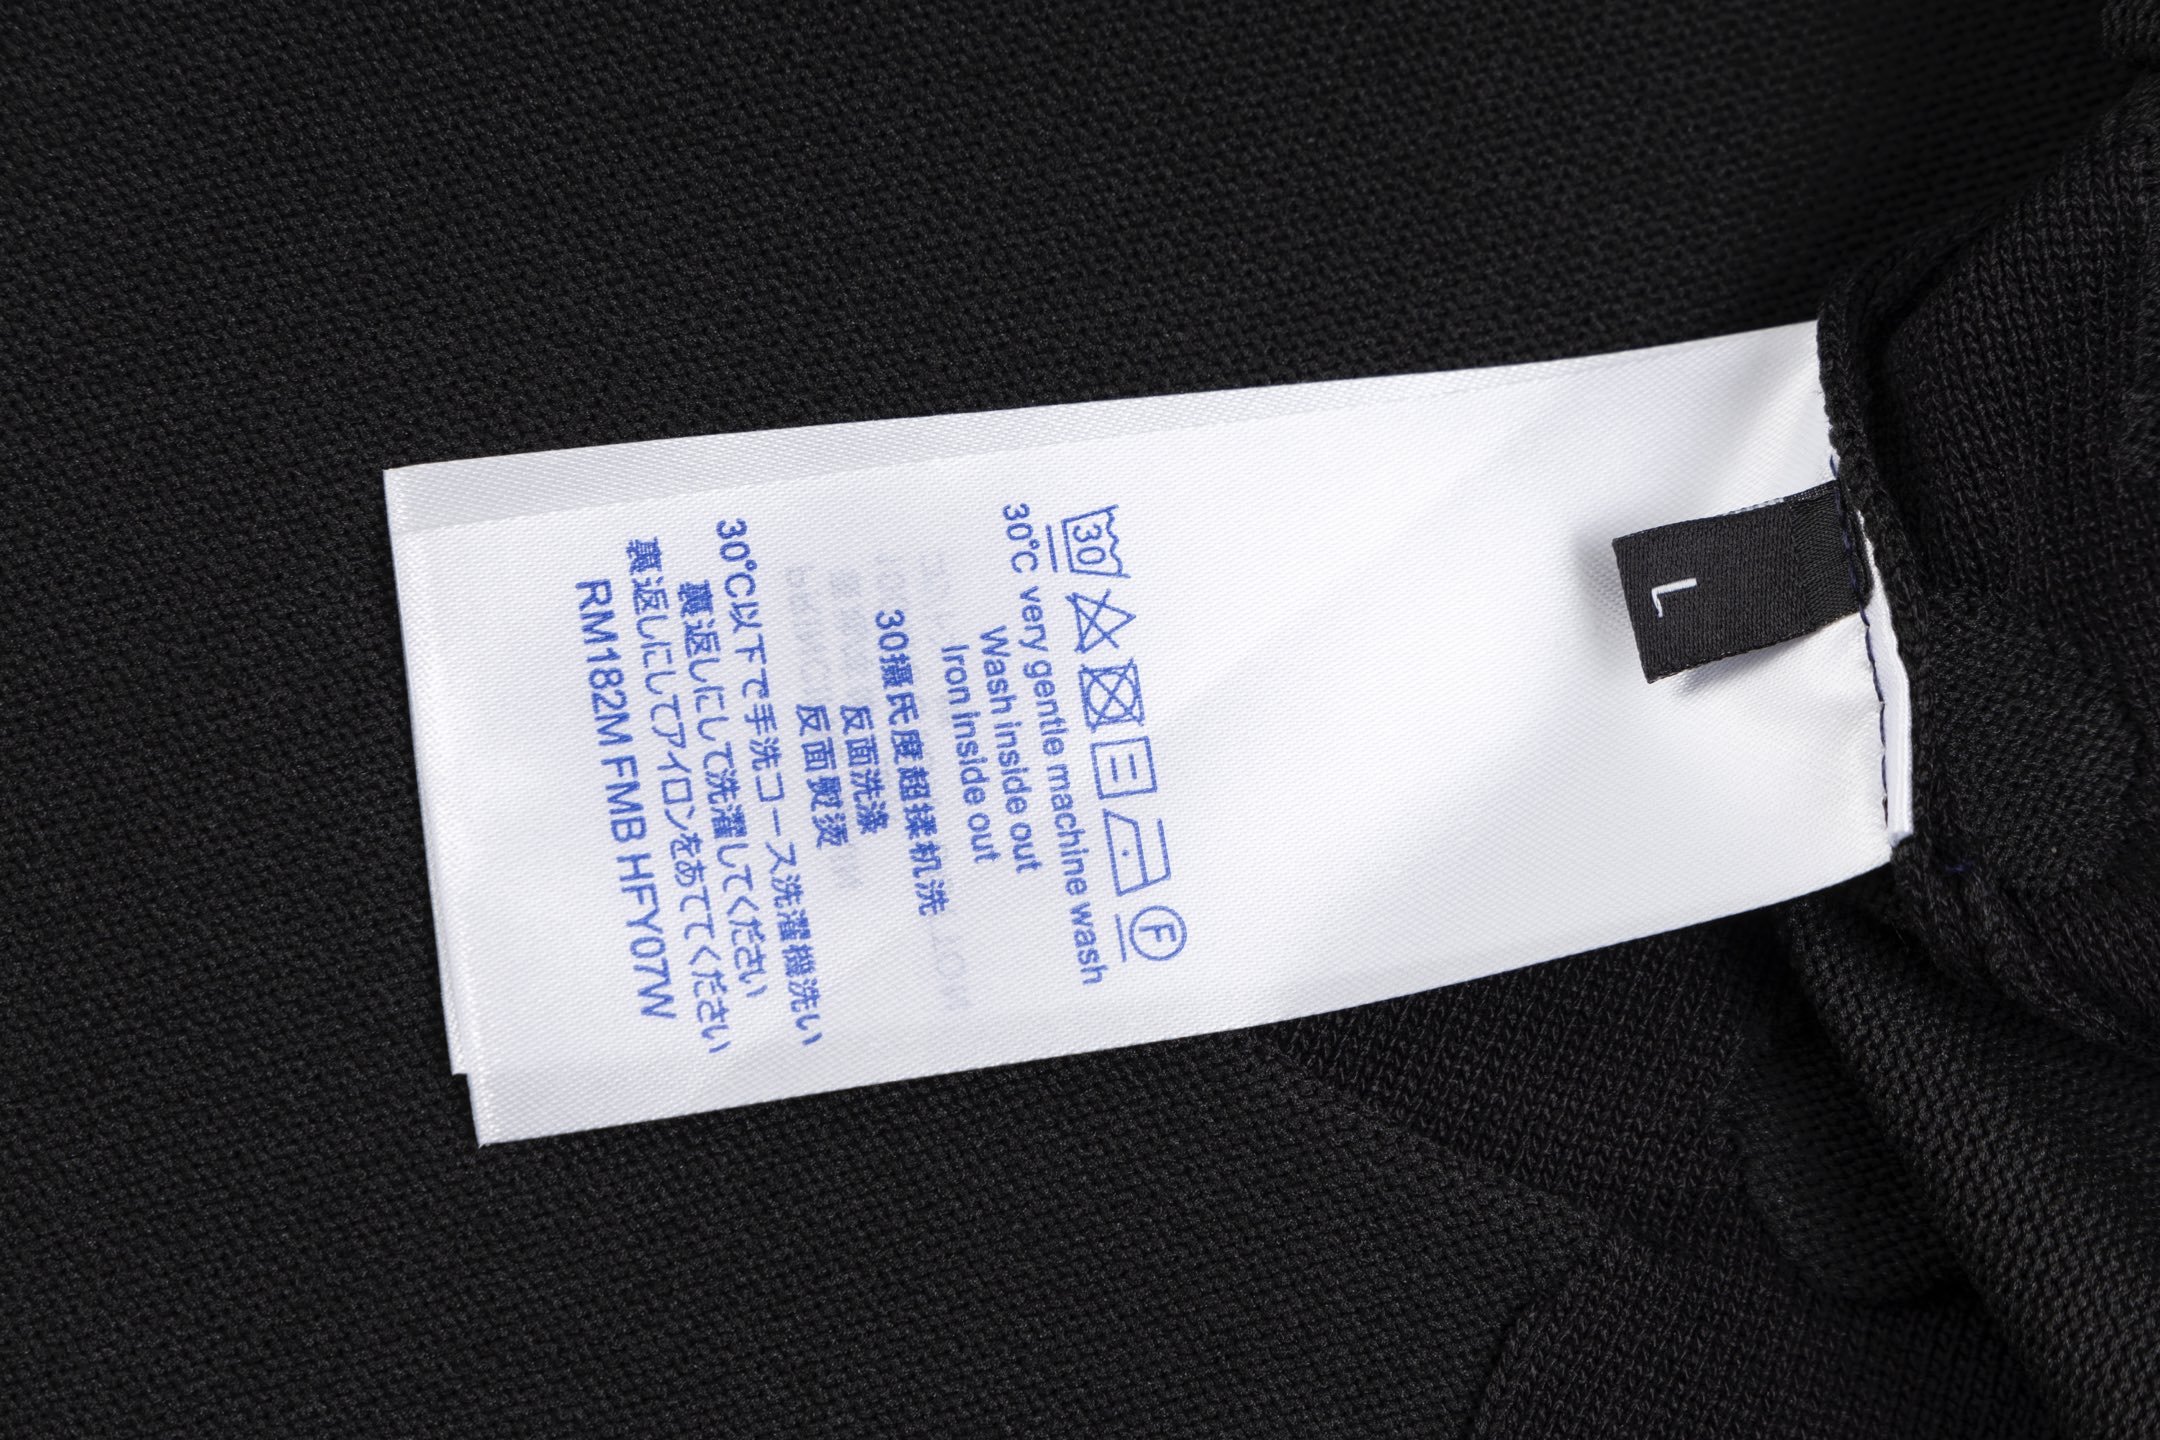 30
F
30°C very gentle machine wash
Wash inside out
Iron inside out
30攝氏度超揉机洗
反面洗滌
反面熨烫
30°C以下で手洗コース洗濯機洗い
裏返しにして洗濯してください
裏返しにしてアイロンをあててください
RM182M FMB HFY07W
L